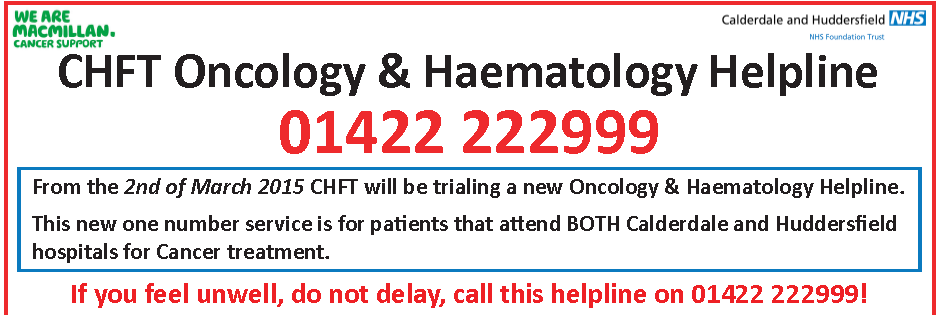 WE ARE
MACMILLAN.
CANCER SUPPORT
Calderdale and Huddersfield NHS
NHS Foundation Trust
CHFT Oncology & Haematology Helpline
01422 222999
From the 2nd of March 2015 CHFT will be trialing a new Oncology & Haematology Helpline.
This new one number service is for patients that attend BOTH Calderdale and Huddersfield
hospitals for Cancer treatment.
If you feel unwell, do not delay, call this helpline on 01422 222999!